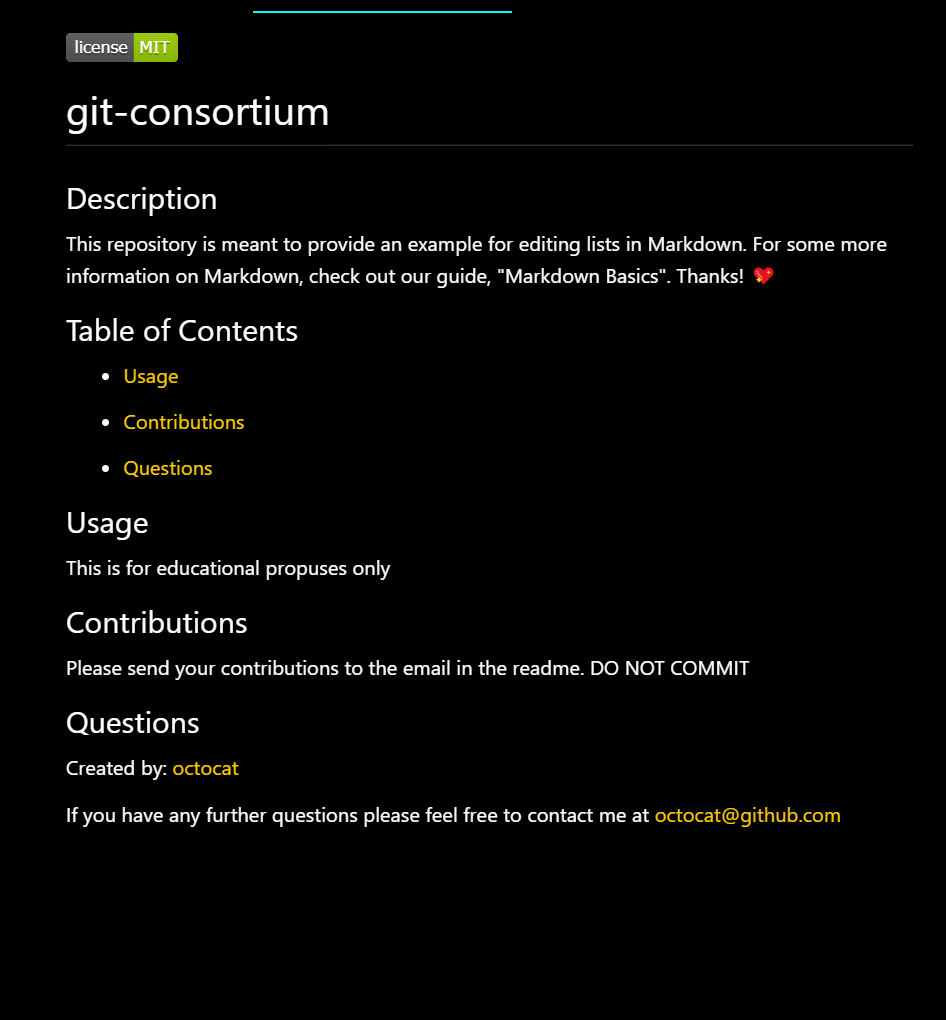 license MIT
git-consortium
Description
This repository is meant to provide an example for editing lists in Markdown. For some more
information on Markdown, check out our guide, "Markdown Basics". Thanks! 💖
Table of Contents
• Usage
• Contributions
• Questions
Usage
This is for educational propuses only
Contributions
Please send your contributions to the email in the readme. DO NOT COMMIT
Questions
Created by: octocat
If you have any further questions please feel free to contact me at octocat@github.com